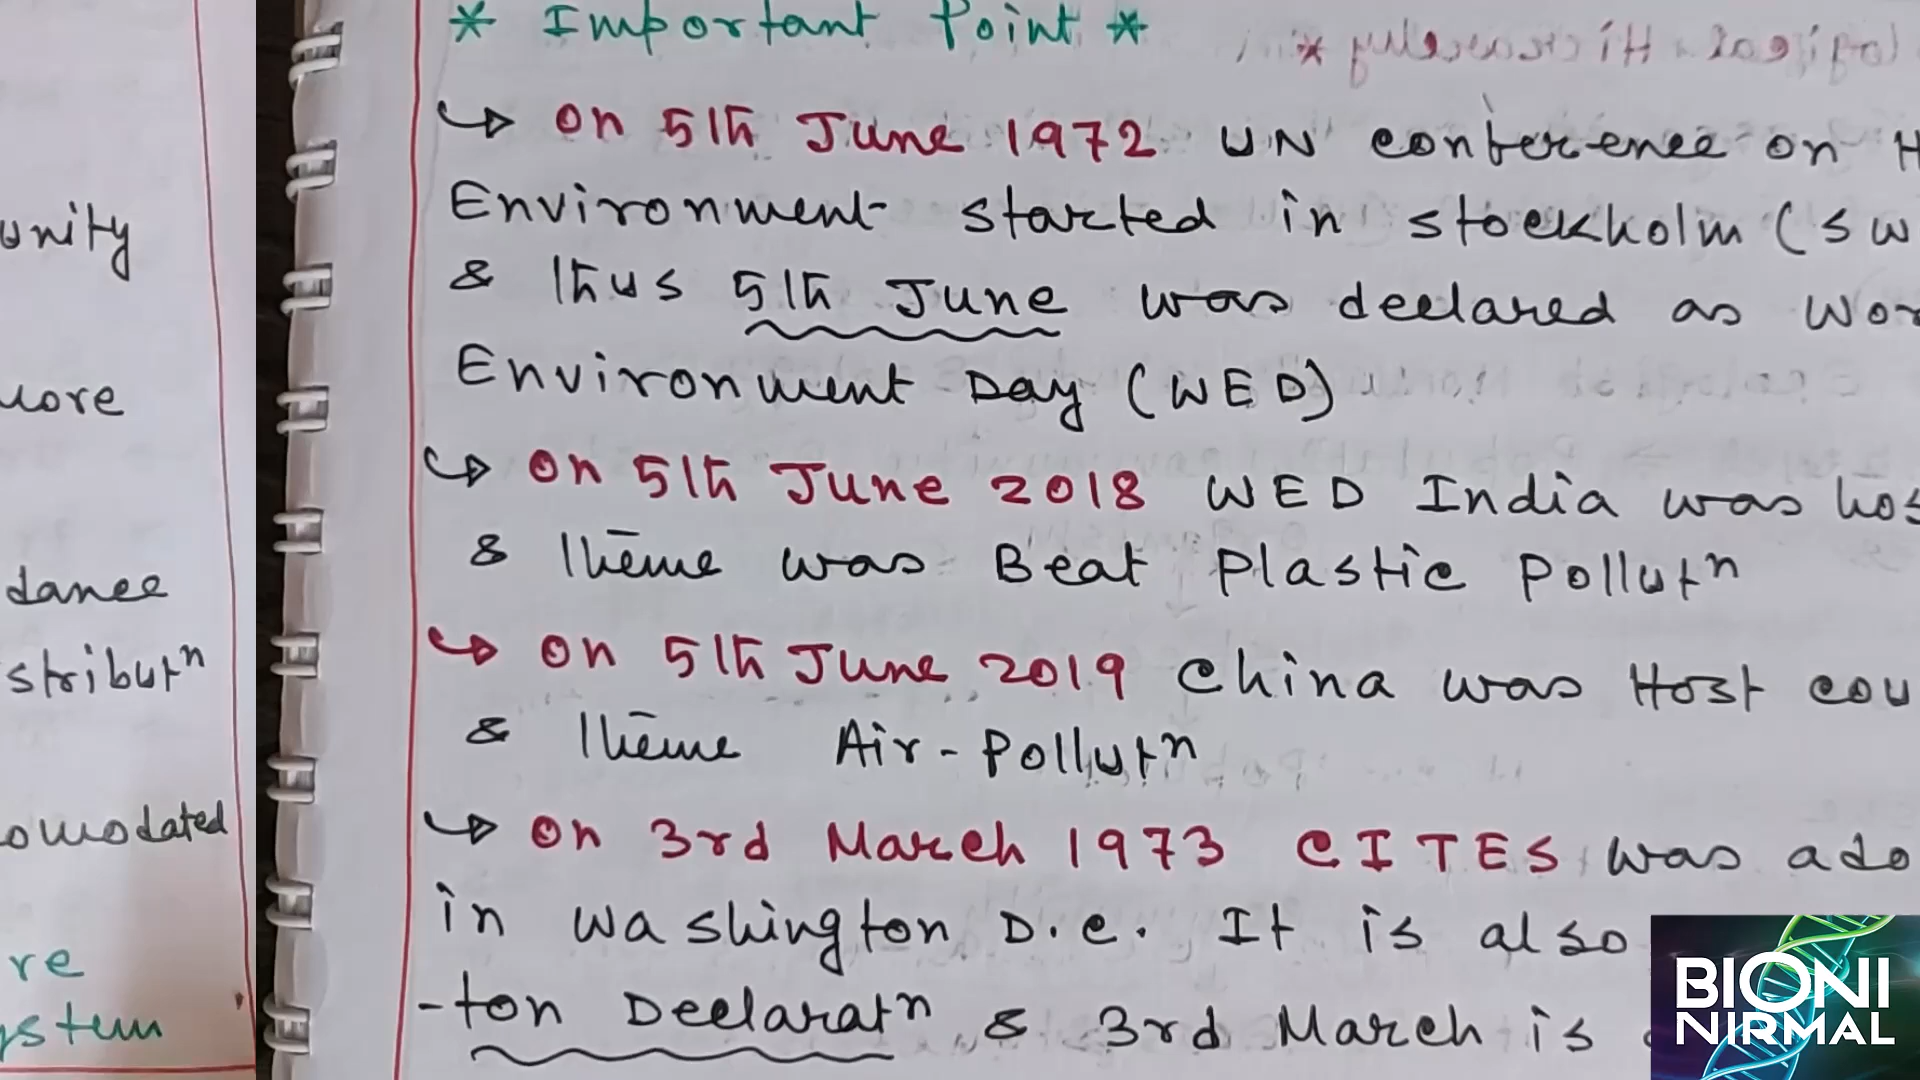 unity
more
dance
stributn
omodated
re
ystem
* Important Point *
↪ on 5th June 1972 UN conference on H
Environment started in stockholm (sw
& thus 5th June was declared as wor
Environment Day (WED)
↪ on 5th June 2018 WED India was hos
& theme was Beat Plastic Pollutn
↪ on 5th June 2019 China was Host cou
& theme Air-Pollutn
↪ on 3rd March 1973 CITES was ado
in washington D.C. It is also
-ton Declaratn & 3rd March is
BIONI
NIRMAL